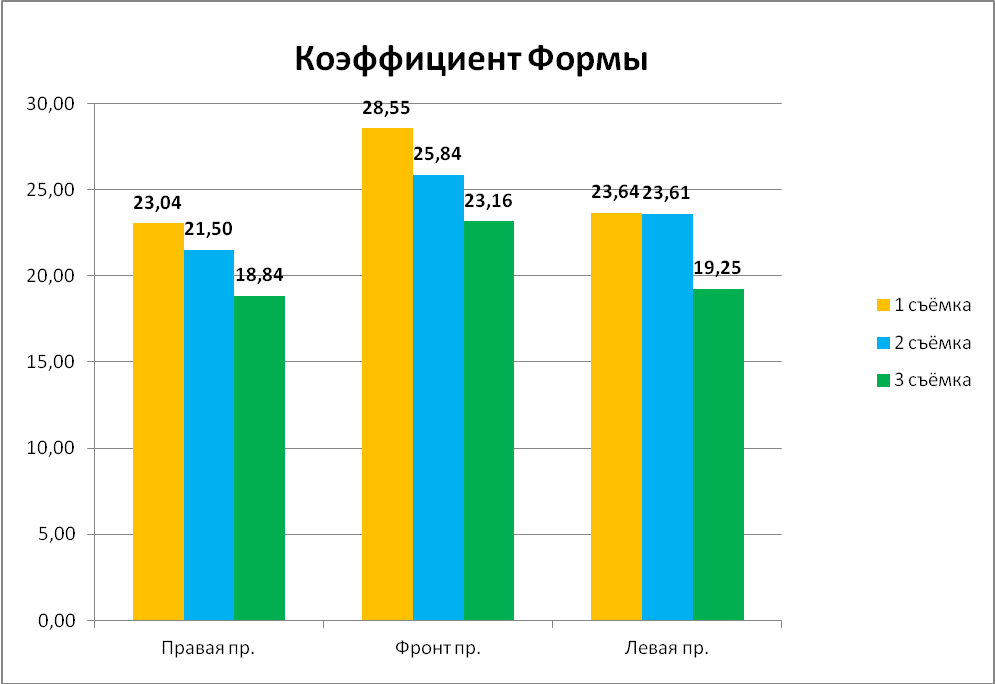 Коэффициент Формы
30,00
25,00
20,00
15,00
10,00
5,00
0,00
23,04
21,50
18,84
28,55
25,84
23,16
23,64
23,61
19,25
Правая пр.
Фронт пр.
Левая пр.
1 съёмка
2 съёмка
3 съёмка